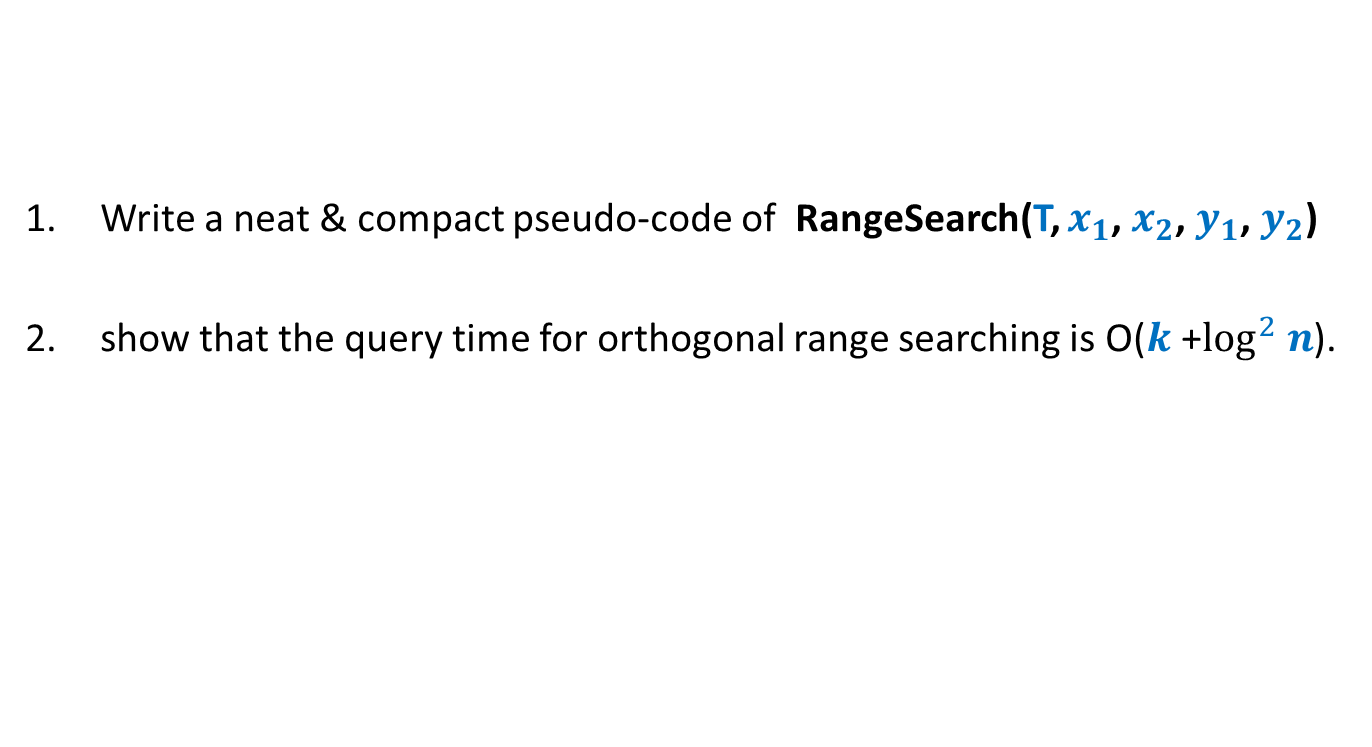 1. Write a neat & compact pseudo-code of RangeSearch(T, x₁, x₂, y₁, y₂)
2. show that the query time for orthogonal range searching is O(k +log² n).